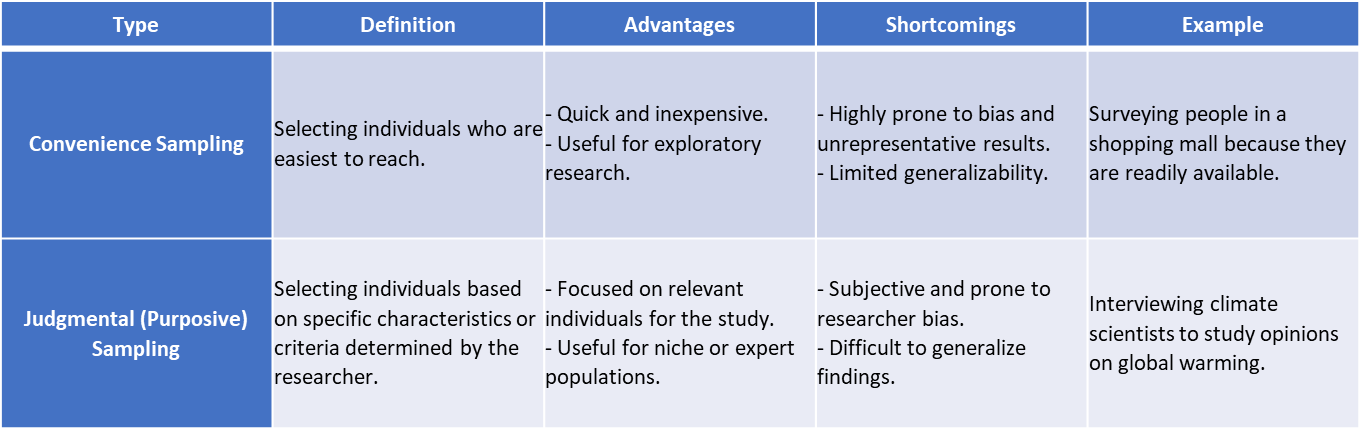 Type
Definition
Advantages
Shortcomings
Example
Convenience Sampling
Selecting individuals who are
easiest to reach.
- Quick and inexpensive.
- Useful for exploratory
research.
- Highly prone to bias and
unrepresentative results.
- Limited generalizability.
Surveying people in a
shopping mall because they
are readily available.
Judgmental (Purposive)
Sampling
Selecting individuals based
on specific characteristics or
criteria determined by the
researcher.
- Focused on relevant
individuals for the study.
- Useful for niche or expert
populations.
- Subjective and prone to
researcher bias.
- Difficult to generalize
findings.
Interviewing climate
scientists to study opinions
on global warming.